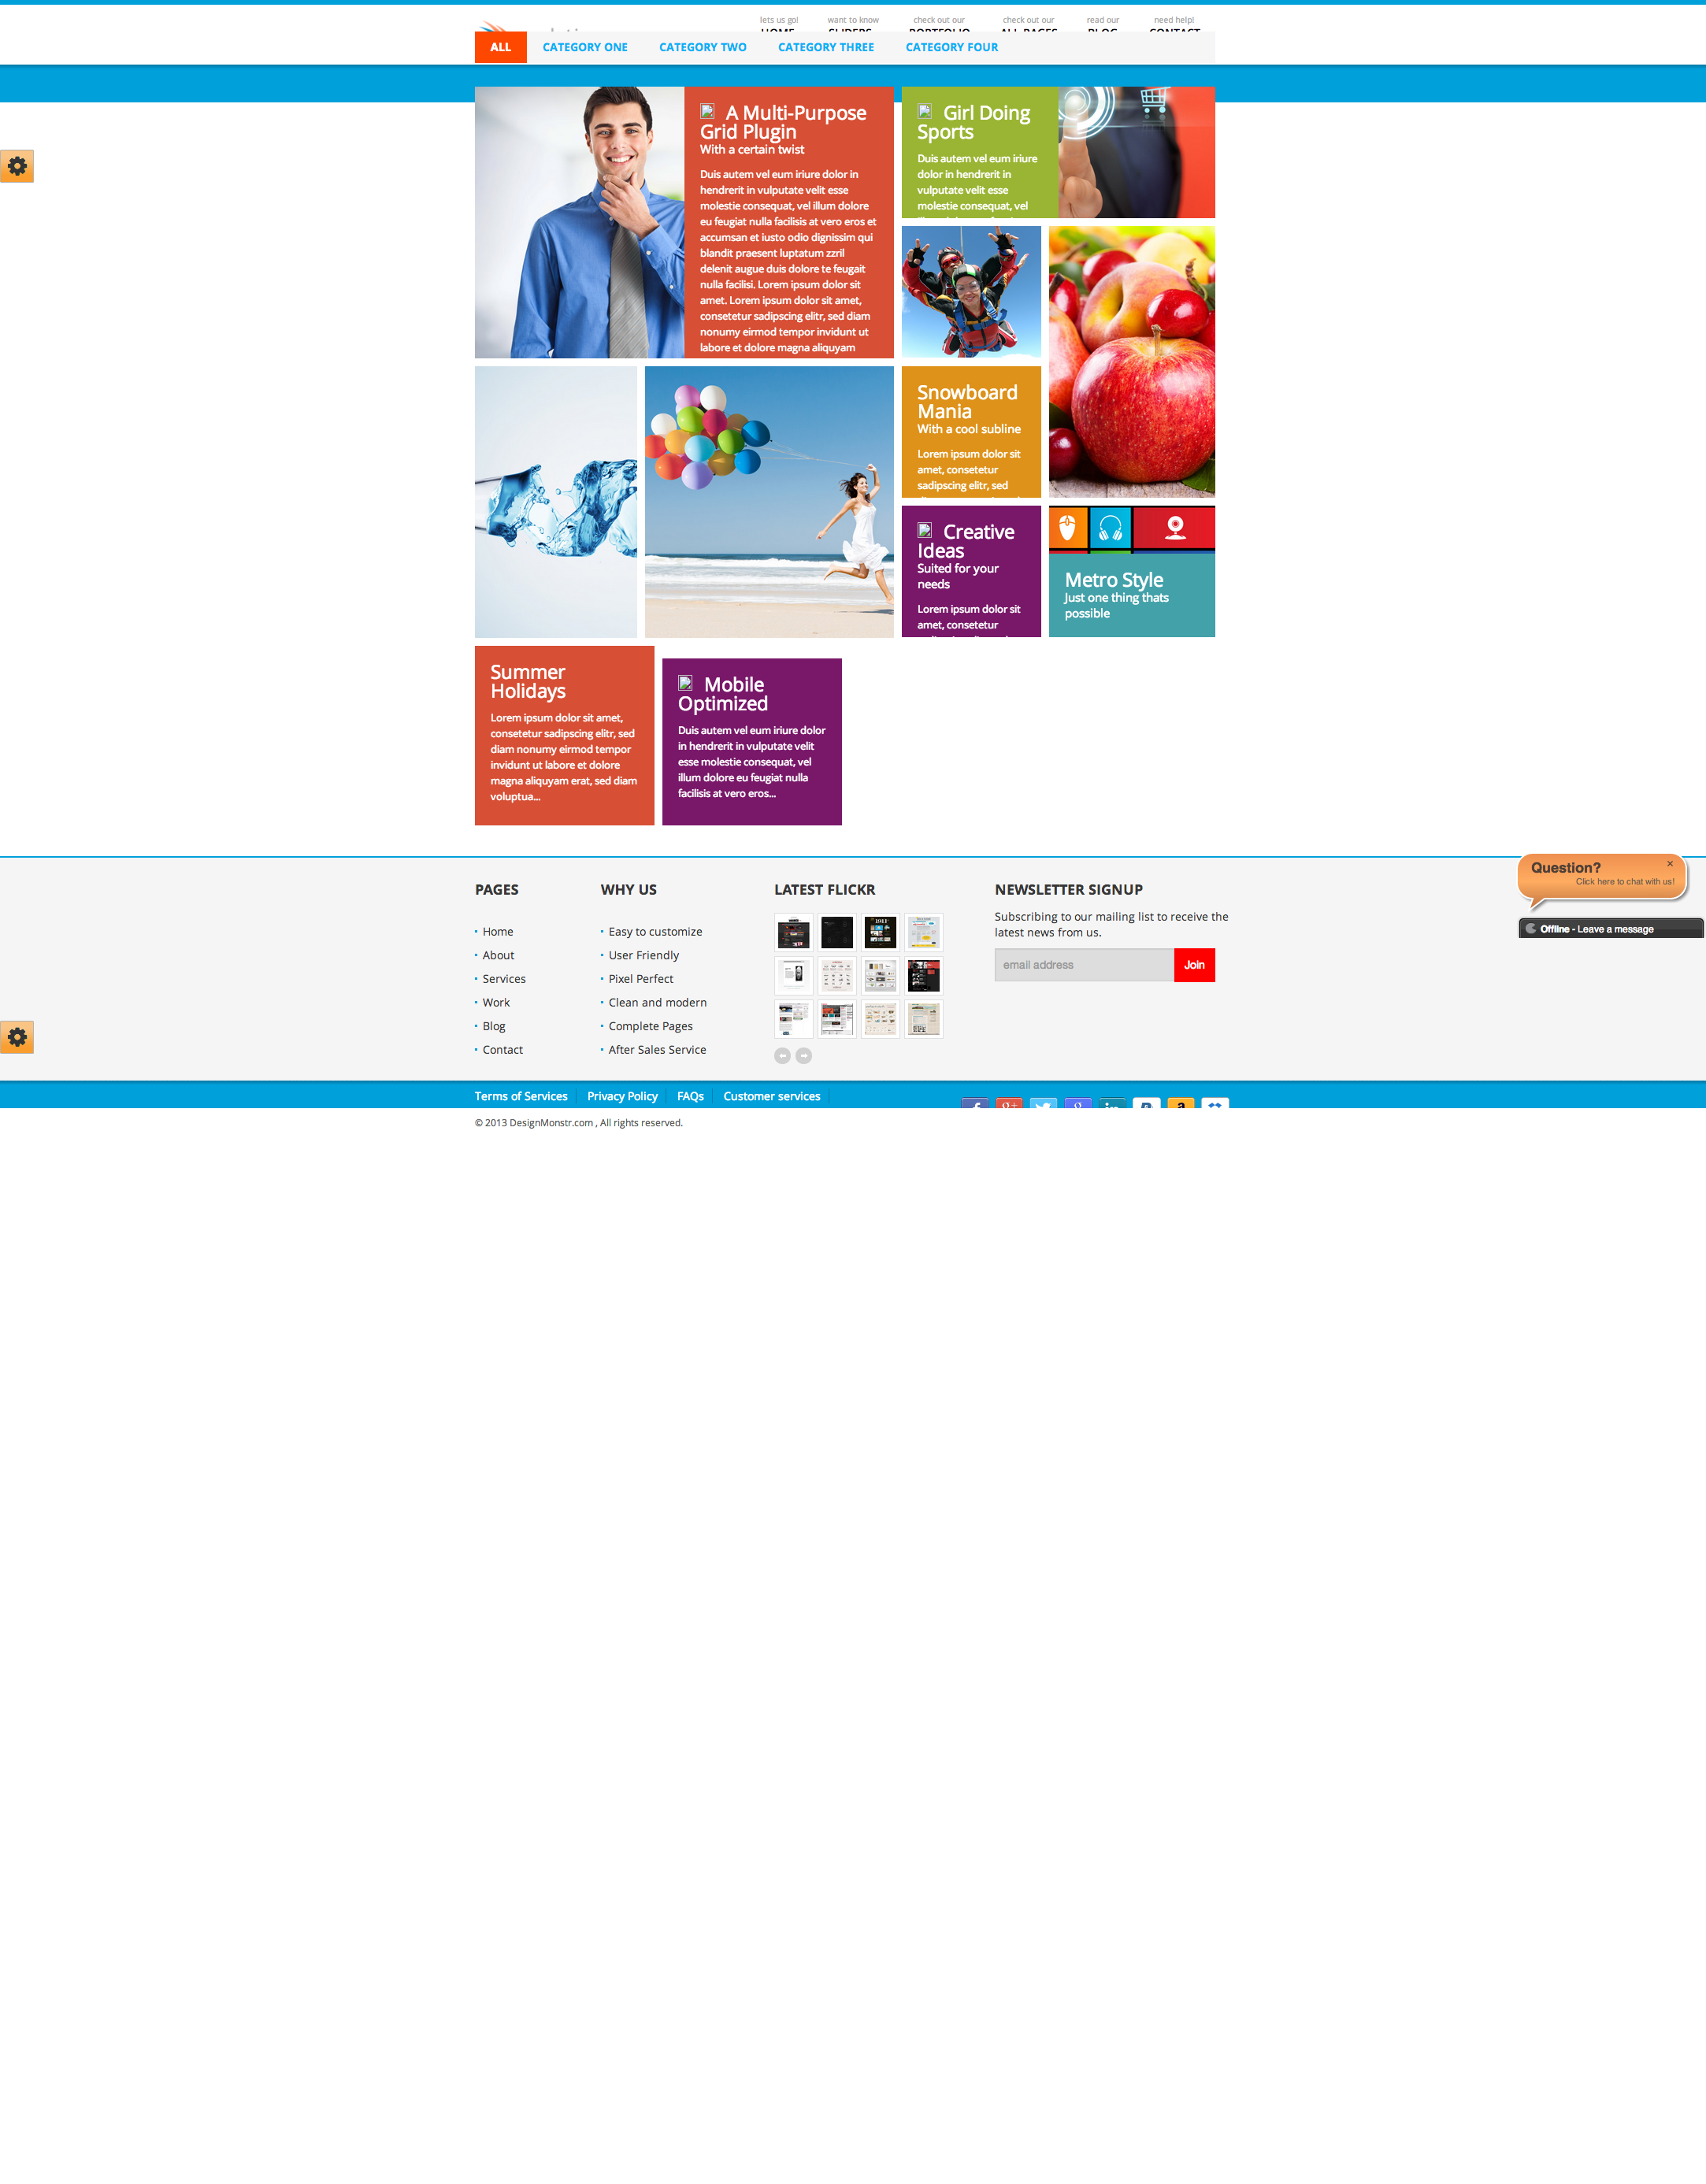 lets us go! want to know check out our check out our read our need help!
HOME SLIDERS PORTFOLIO ALL PAGES BLOG CONTACT
ALL CATEGORY ONE CATEGORY TWO CATEGORY THREE CATEGORY FOUR
A Multi-Purpose
Grid Plugin
With a certain twist
Duis autem vel eum iriure dolor in
hendrerit in vulputate velit esse
molestie consequat, vel illum dolore
eu feugiat nulla facilisis at vero eros et
accumsan et iusto odio dignissim qui
blandit praesent luptatum zzril
delenit augue duis dolore te feugait
nulla facilisi. Lorem ipsum dolor sit
amet. Lorem ipsum dolor sit amet,
consetetur sadipscing elitr, sed diam
nonumy eirmod tempor invidunt ut
labore et dolore magna aliquyam
Girl Doing
Sports
Duis autem vel eum iriure
dolor in hendrerit in
vulputate velit esse
molestie consequat, vel
Snowboard
Mania
With a cool subline
Lorem ipsum dolor sit
amet, consetetur
sadipscing elitr, sed
Creative
Ideas
Suited for your
needs
Lorem ipsum dolor sit
amet, consetetur
Metro Style
Just one thing thats
possible
Summer
Holidays
Lorem ipsum dolor sit amet,
consetetur sadipscing elitr, sed
diam nonumy eirmod tempor
invidunt ut labore et dolore
magna aliquyam erat, sed diam
voluptua...
Mobile
Optimized
Duis autem vel eum iriure dolor
in hendrerit in vulputate velit
esse molestie consequat, vel
illum dolore eu feugiat nulla
facilisis at vero eros...
PAGES
Home
About
Services
Work
Blog
Contact
WHY US
Easy to customize
User Friendly
Pixel Perfect
Clean and modern
Complete Pages
After Sales Service
LATEST FLICKR
NEWSLETTER SIGNUP
Subscribing to our mailing list to receive the
latest news from us.
email address Join
Question?
Click here to chat with us!
Offline - Leave a message
Terms of Services Privacy Policy FAQs Customer services
© 2013 DesignMonstr.com , All rights reserved.